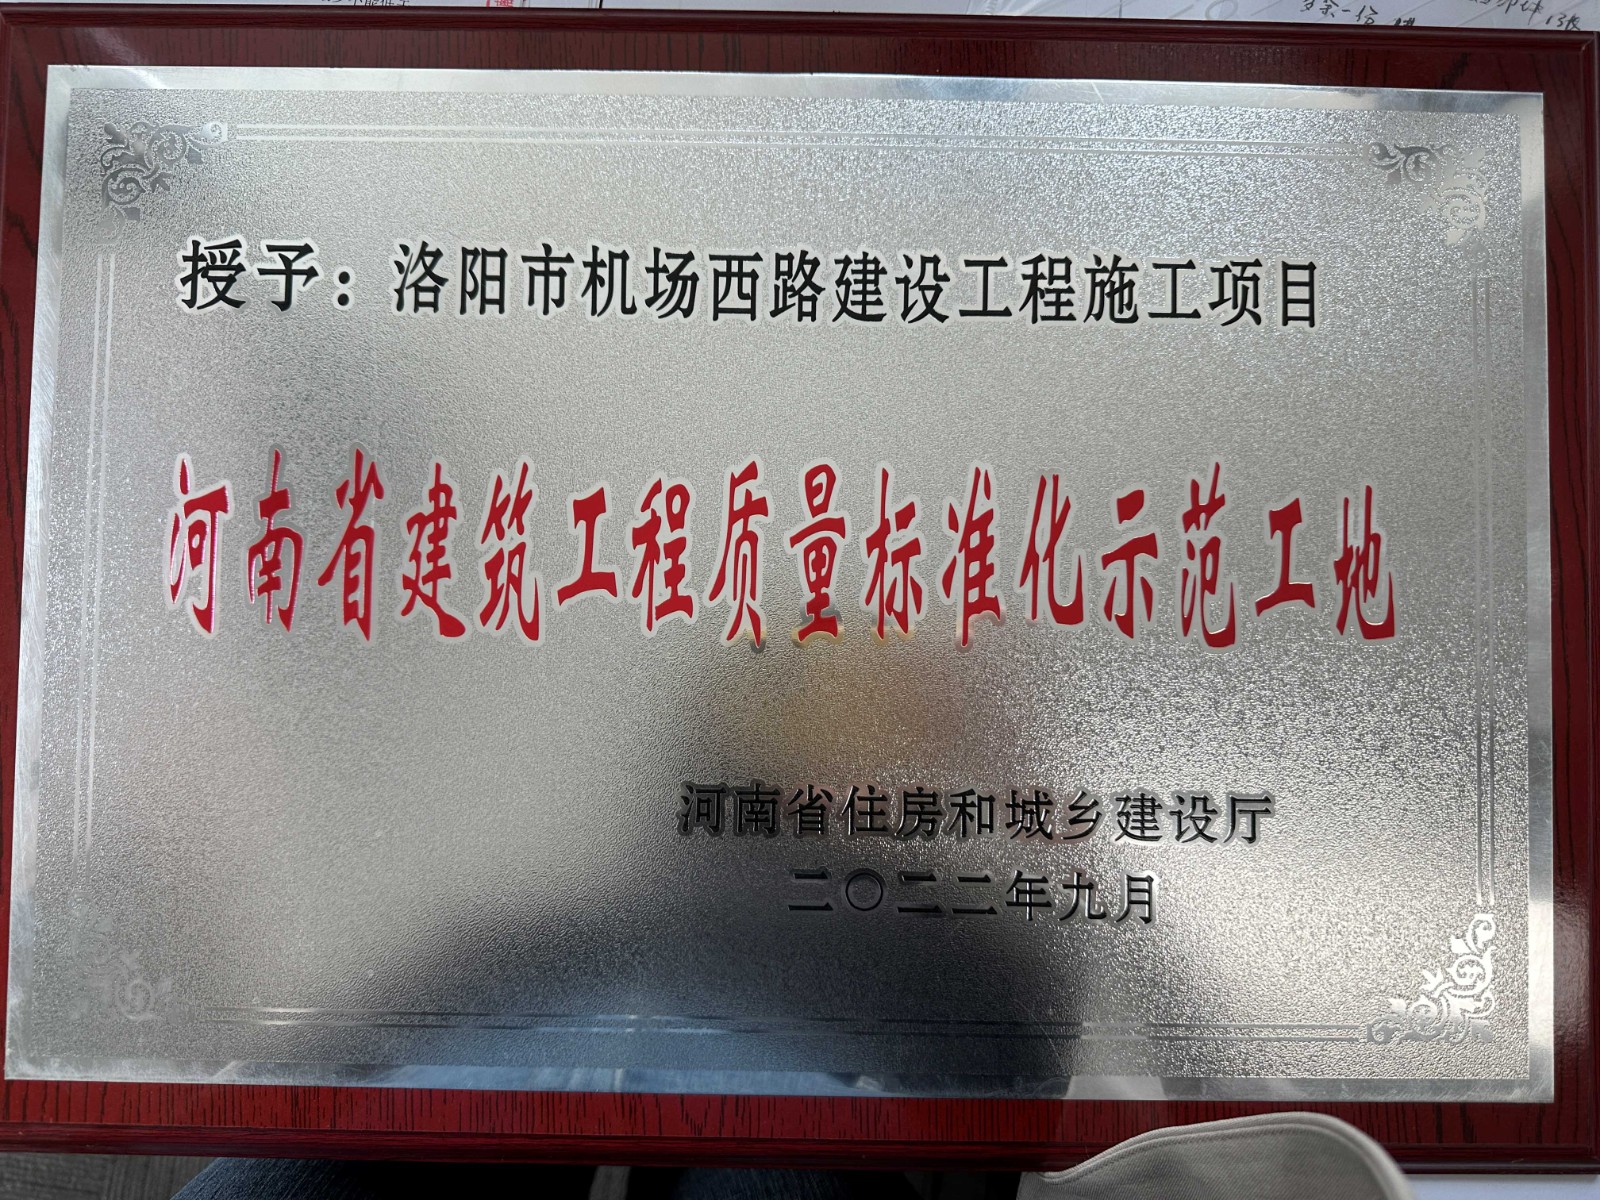 授予：洛阳市机场西路建设工程施工项目
河南省建筑工程质量标准化示范工地
河南省住房和城乡建设厅
二〇二二年九月